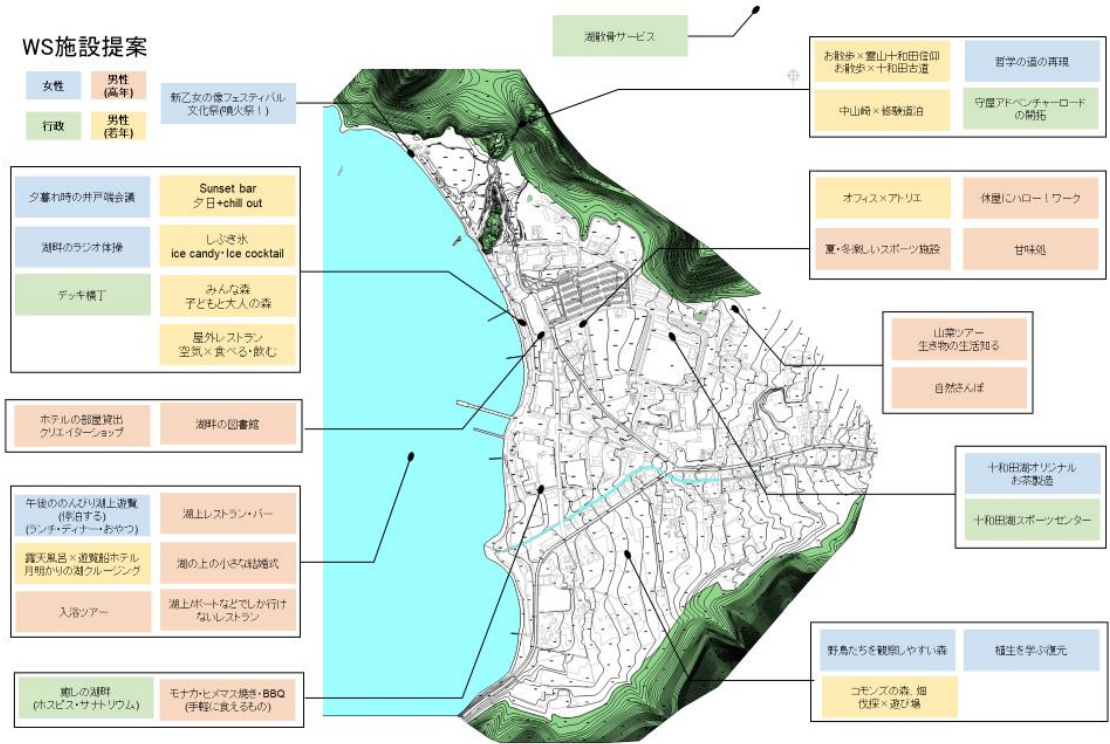 WS施設提案
女性
男性
(高年)
行政
男性
(若年)
新乙女の像フェスティバル
文化祭(噴火祭！)
湖散骨サービス
お散歩×霊山十和田信仰
お散歩×十和田古道
哲学の道の再現
中山崎×修験道泊
守屋アドベンチャーロード
の開拓
夕暮れ時の井戸端会議
Sunset bar
夕日+chill out
湖畔のラジオ体操
しぶき氷
ice candy・Ice cocktail
デッキ横丁
みんな森
子どもと大人の森
屋外レストラン
空気×食べる・飲む
オフィス×アトリエ
休屋にハロー！ワーク
夏・冬楽しいスポーツ施設
甘味処
山菜ツアー
生き物の生活知る
自然さんぽ
ホテルの部屋貸出
クリエイターショップ
湖畔の図書館
十和田湖オリジナル
お茶製造
十和田湖スポーツセンター
午後ののんびり湖上遊覧
(停泊する)
(ランチ・ディナー・おやつ)
湖上レストラン・バー
露天風呂×遊覧船ホテル
月明かりの湖クルージング
湖の上の小さな結婚式
入浴ツアー
湖上ボートなどでしか行け
ないレストラン
癒しの湖畔
(ホスピス・サナトリウム)
モナカ・ヒメマス焼き・BBQ
(手軽に食えるもの)
野鳥たちを観察しやすい森
植生を学ぶ復元
コモンズの森、畑
伐採×遊び場